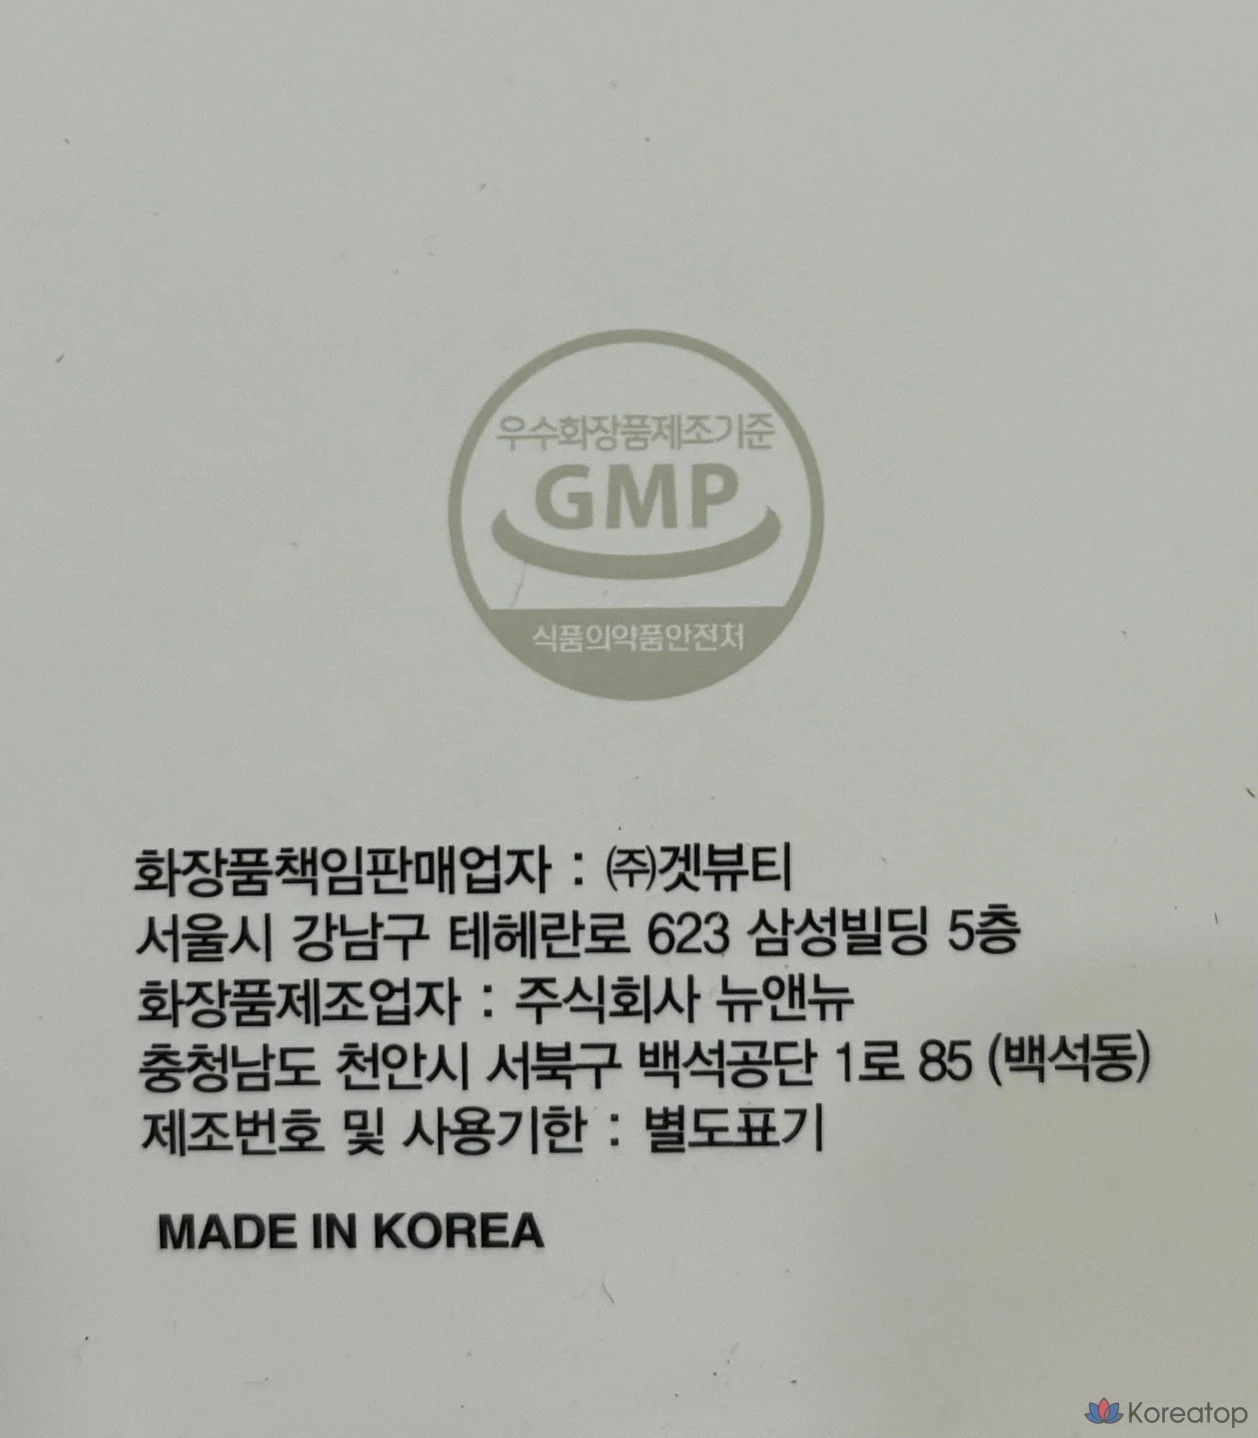 우수화장품제조기준
GMP
식품의약품안전처
화장품책임판매업자 : ㈜겟뷰티
서울시 강남구 테헤란로 623 삼성빌딩 5층
화장품제조업자 : 주식회사 뉴앤뉴
충청남도 천안시 서북구 백석공단 1로 85 (백석동)
제조번호 및 사용기한 : 별도표기
MADE IN KOREA
Koreatop